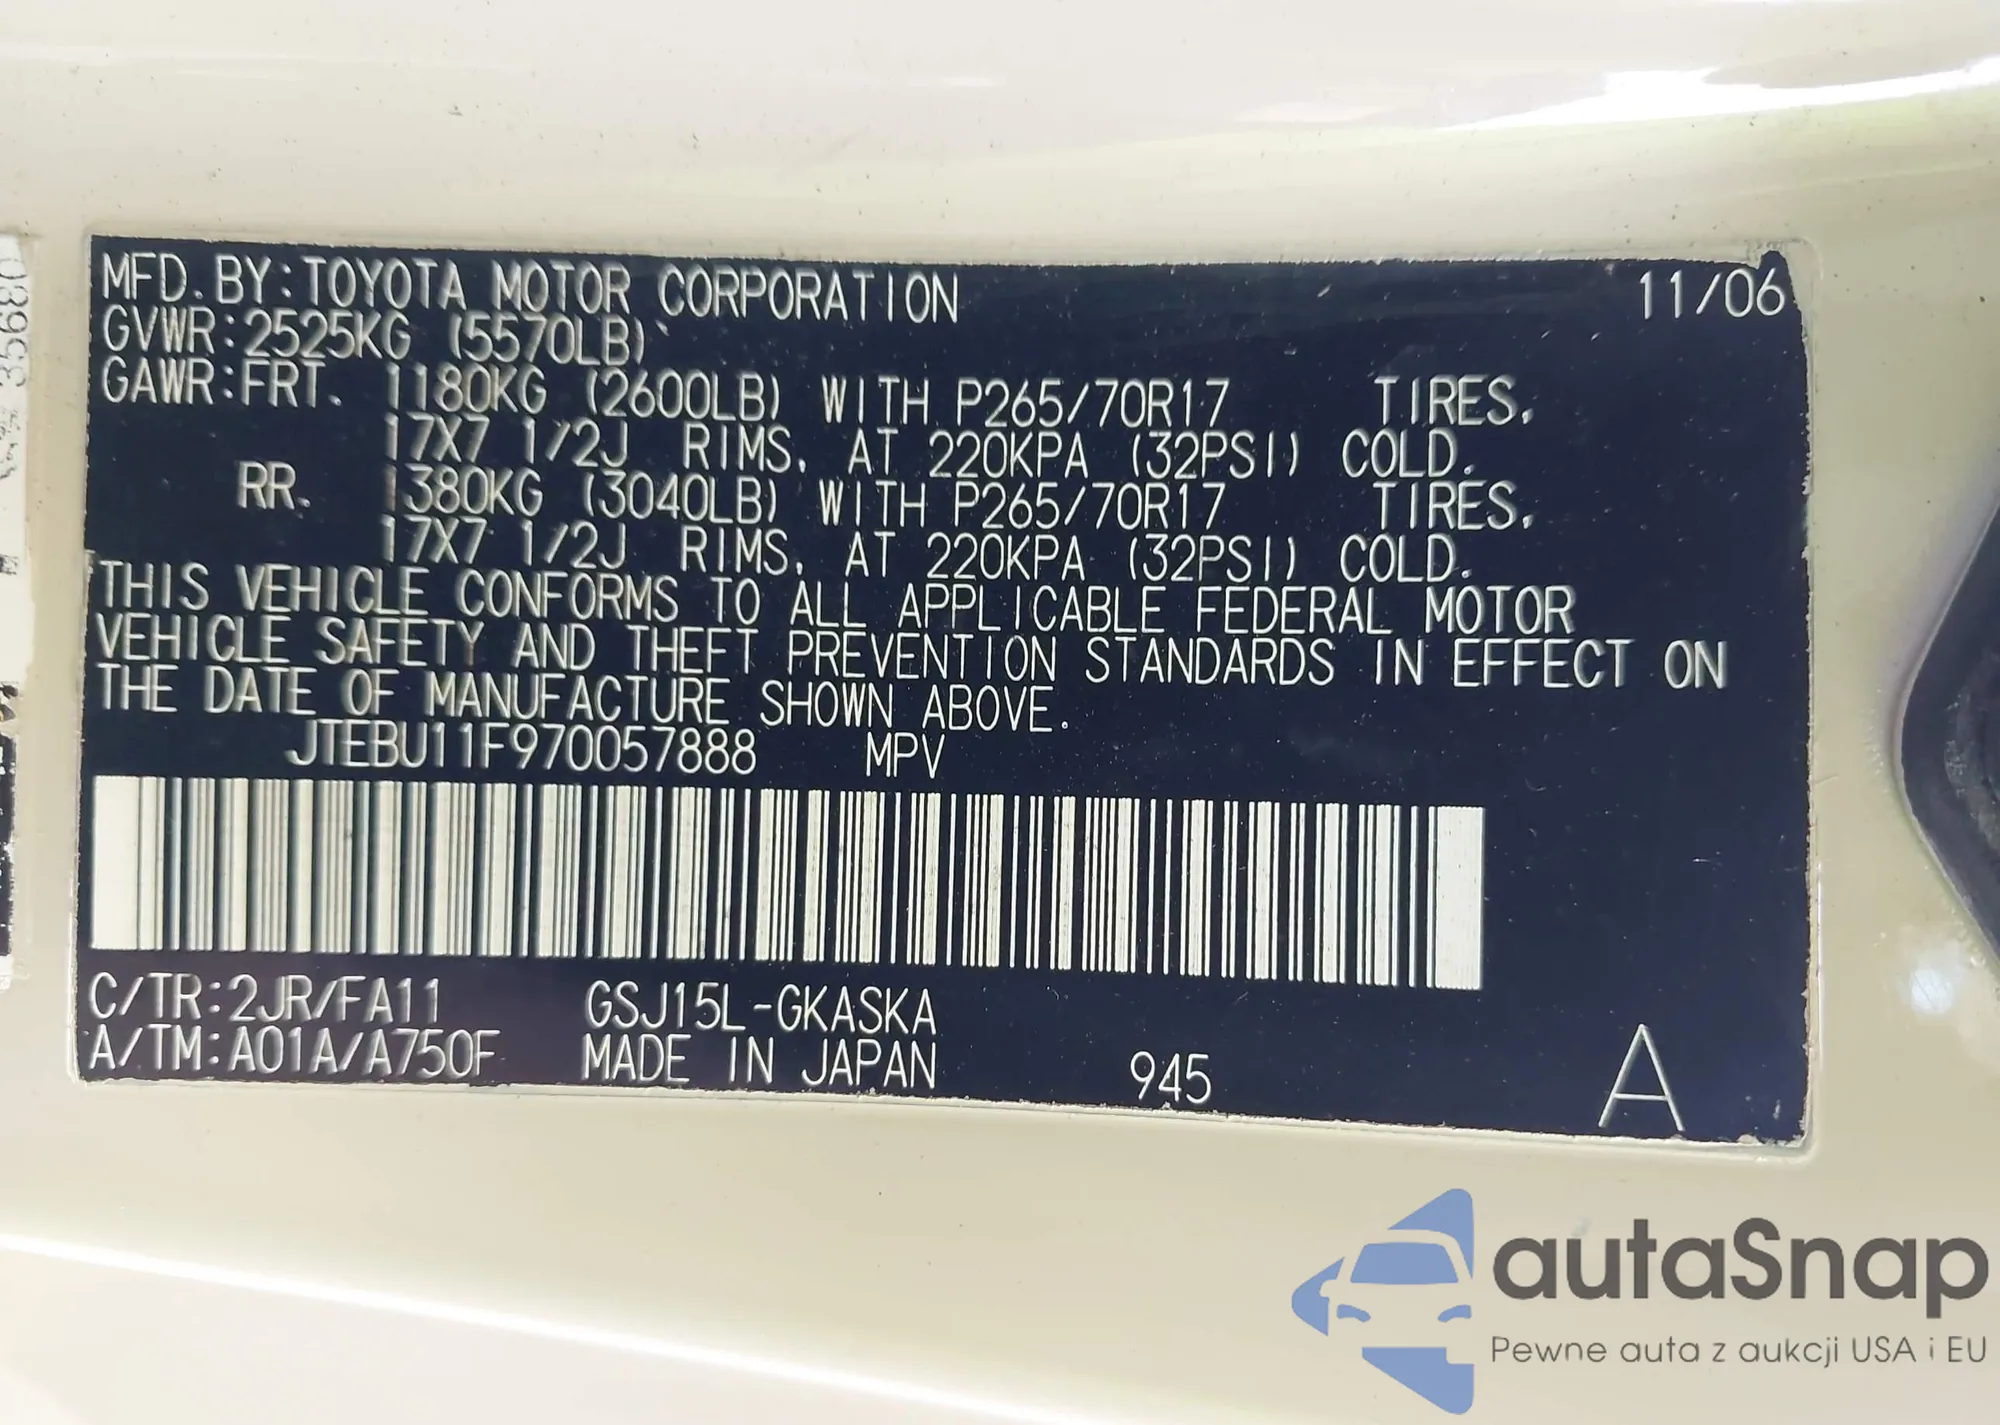 MFD. BY: TOYOTA MOTOR CORPORATION 11/06
GVWR: 2525KG (5570LB)
GAWR: FRT. 1180KG (2600LB) WITH P265/70R17 TIRES,
17X7 1/2J RIMS, AT 220KPA (32PSI) COLD.
RR. 1380KG (3040LB) WITH P265/70R17 TIRES,
17X7 1/2J RIMS, AT 220KPA (32PSI) COLD.
THIS VEHICLE CONFORMS TO ALL APPLICABLE FEDERAL MOTOR
VEHICLE SAFETY AND THEFT PREVENTION STANDARDS IN EFFECT ON
THE DATE OF MANUFACTURE SHOWN ABOVE.
JTEBU11F970057888 MPV
C/TR: 2JR/FA11 GSJ15L-GKASKA
A/TM: A01A/A750F MADE IN JAPAN 945 A
35680
autaSnap
Pewne auta z aukcji USA i EU